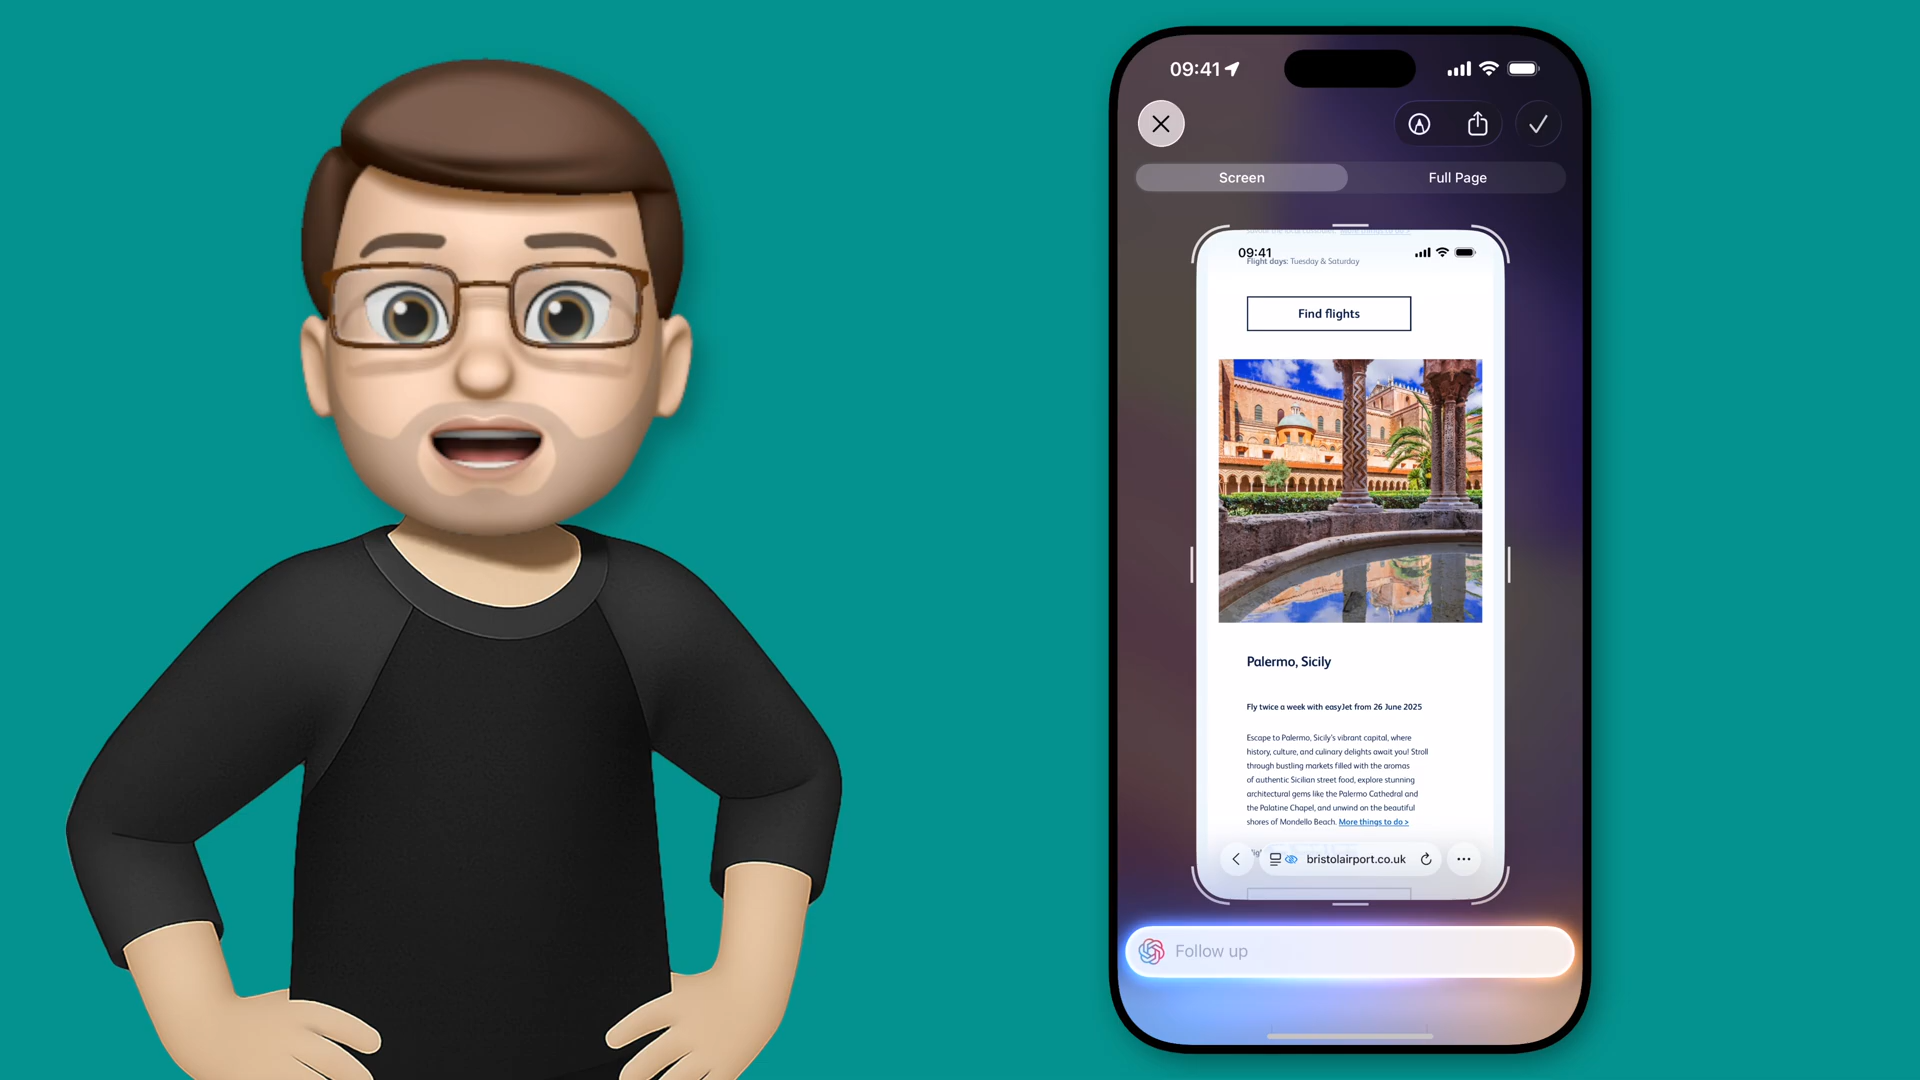 09:41
Screen
Full Page
More things to do >
09:41
Flight days: Tuesday & Saturday
Find flights
Palermo, Sicily
Fly twice a week with easyJet from 26 June 2025
Escape to Palermo, Sicily's vibrant capital, where
history, culture, and culinary delights await you! Stroll
through bustling markets filled with the aromas
of authentic Sicilian street food, explore stunning
architectural gems like the Palermo Cathedral and
the Palatine Chapel, and unwind on the beautiful
shores of Mondello Beach. More things to do >
bristolairport.co.uk
Follow up